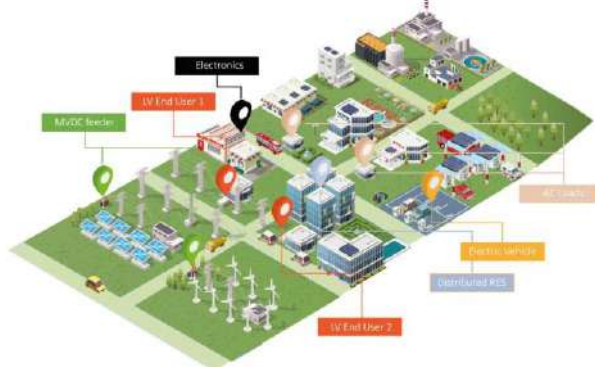 Electronics
LV End User 1
MVDC feeder
AC Loads
Electric Vehicle
Distributed RES
LV End User 2